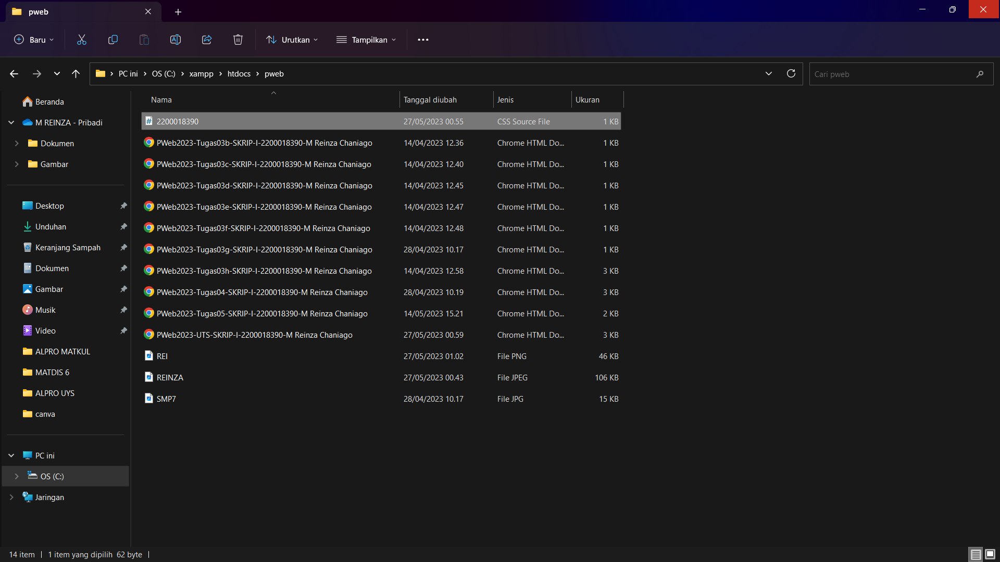 pweb
Baru
Urutkan
Tampilkan
PC ini > OS (C:) > xampp > htdocs > pweb
Cari pweb
Beranda
M REINZA - Pribadi
Dokumen
Gambar
Desktop
Unduhan
Keranjang Sampah
Dokumen
Gambar
Musik
Video
ALPRO MATKUL
MATDIS 6
ALPRO UYS
canva
PC ini
OS (C:)
Jaringan
Nama Tanggal diubah Jenis Ukuran
2200018390 27/05/2023 00.55 CSS Source File 1 KB
PWeb2023-Tugas03b-SKRIP-I-2200018390-M Reinza Chaniago 14/04/2023 12.36 Chrome HTML Do... 1 KB
PWeb2023-Tugas03c-SKRIP-I-2200018390-M Reinza Chaniago 14/04/2023 12.40 Chrome HTML Do... 1 KB
PWeb2023-Tugas03d-SKRIP-I-2200018390-M Reinza Chaniago 14/04/2023 12.45 Chrome HTML Do... 1 KB
PWeb2023-Tugas03e-SKRIP-I-2200018390-M Reinza Chaniago 14/04/2023 12.47 Chrome HTML Do... 1 KB
PWeb2023-Tugas03f-SKRIP-I-2200018390-M Reinza Chaniago 14/04/2023 12.48 Chrome HTML Do... 1 KB
PWeb2023-Tugas03g-SKRIP-I-2200018390-M Reinza Chaniago 28/04/2023 10.17 Chrome HTML Do... 1 KB
PWeb2023-Tugas03h-SKRIP-I-2200018390-M Reinza Chaniago 14/04/2023 12.58 Chrome HTML Do... 3 KB
PWeb2023-Tugas04-SKRIP-I-2200018390-M Reinza Chaniago 28/04/2023 10.19 Chrome HTML Do... 3 KB
PWeb2023-Tugas05-SKRIP-I-2200018390-M Reinza Chaniago 14/05/2023 15.21 Chrome HTML Do... 2 KB
PWeb2023-UTS-SKRIP-I-2200018390-M Reinza Chaniago 27/05/2023 00.59 Chrome HTML Do... 3 KB
REI 27/05/2023 01.02 File PNG 46 KB
REINZA 27/05/2023 00.43 File JPEG 106 KB
SMP7 28/04/2023 10.17 File JPG 15 KB
14 item | 1 item yang dipilih 62 byte |